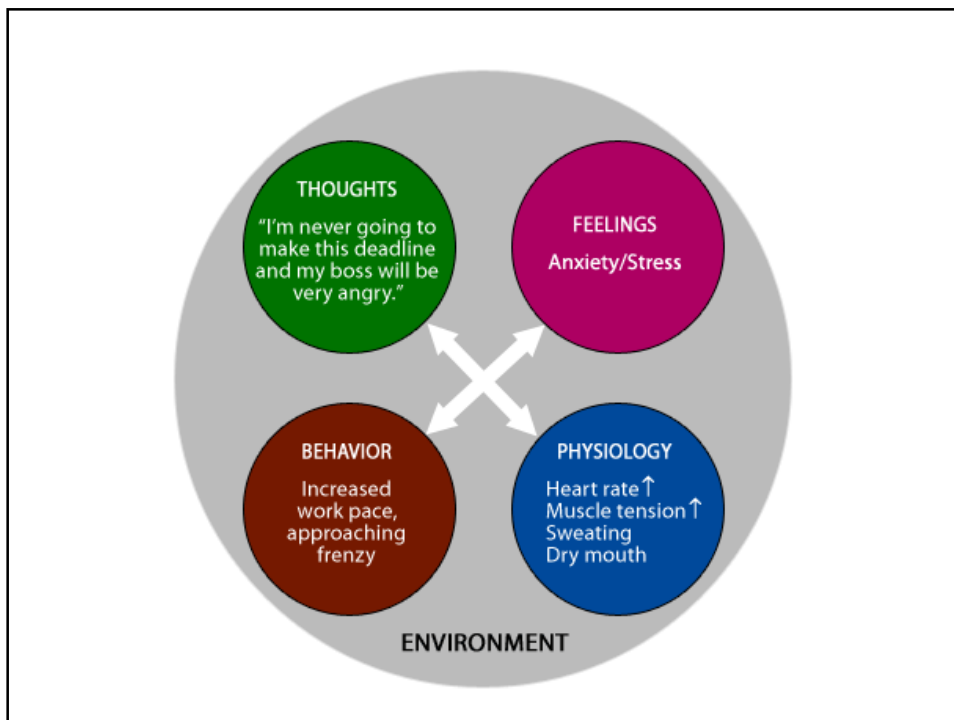 THOUGHTS
“I’m never going to
make this deadline
and my boss will be
very angry.”
FEELINGS
Anxiety/Stress
BEHAVIOR
Increased
work pace,
approaching
frenzy
PHYSIOLOGY
Heart rate↑
Muscle tension↑
Sweating
Dry mouth
ENVIRONMENT